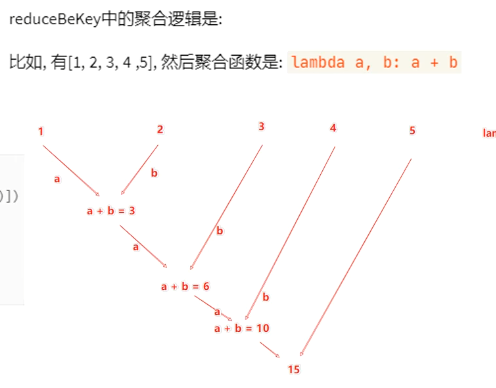 reduceBeKey中的聚合逻辑是:
比如, 有[1, 2, 3, 4 ,5], 然后聚合函数是: lambda a, b: a + b
1 2 3 4 5 lam
a b
)])
a + b = 3
a b
a + b = 6
a b
a + b = 10
15